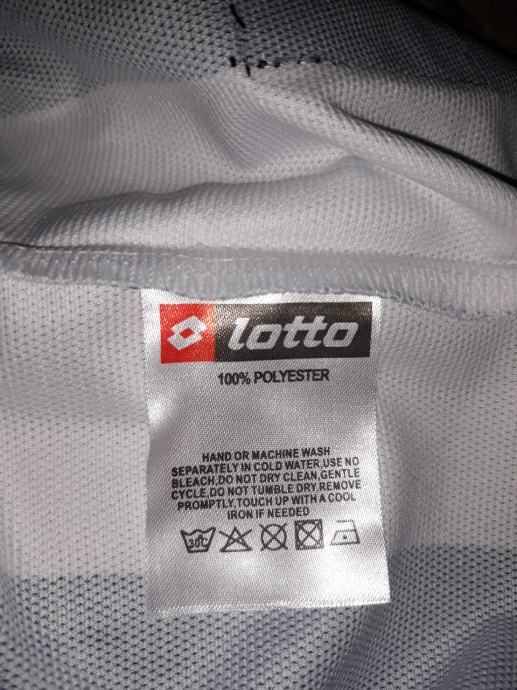 lotto
100% POLYESTER
HAND OR MACHINE WASH
SEPARATELY IN COLD WATER,USE NO
BLEACH,DO NOT DRY CLEAN,GENTLE
CYCLE,DO NOT TUMBLE DRY,REMOVE
PROMPTLY,TOUCH UP WITH A COOL
IRON IF NEEDED
30C